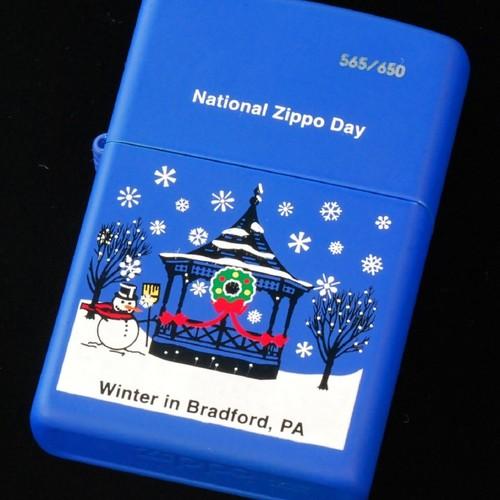 565/650
National Zippo Day
Winter in Bradford, PA